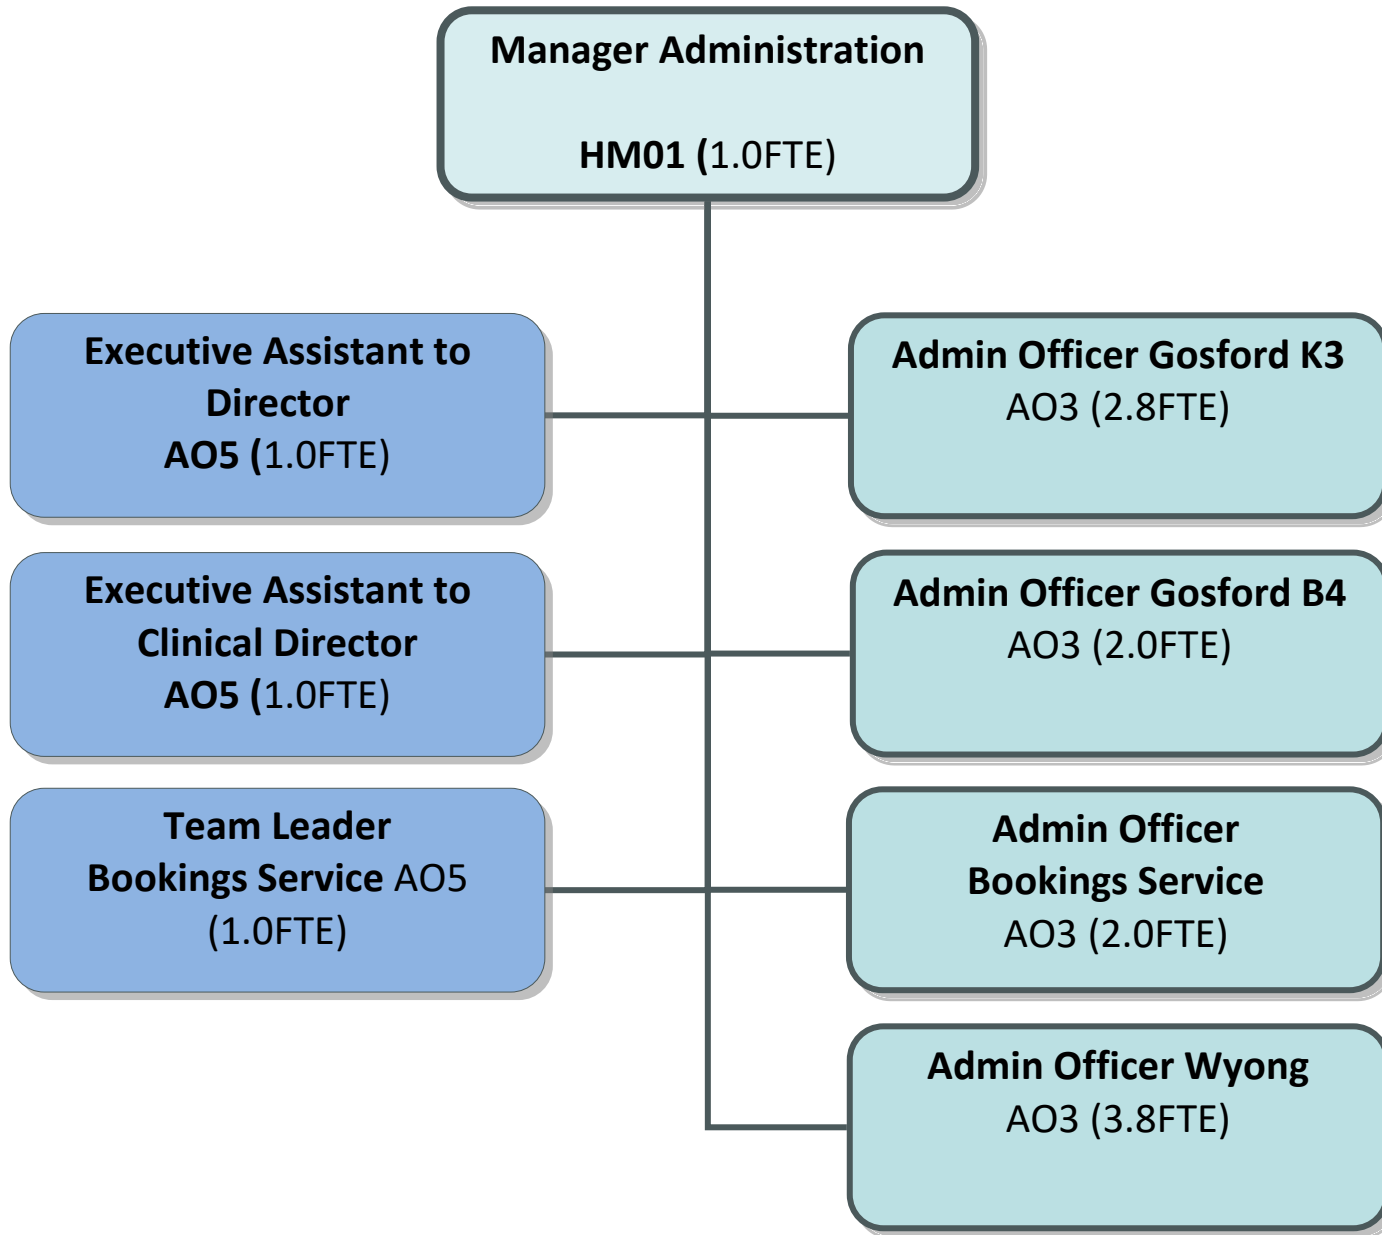 Manager Administration
HM01 (1.0FTE)
Executive Assistant to
Director
AO5 (1.0FTE)
Admin Officer Gosford K3
AO3 (2.8FTE)
Executive Assistant to
Clinical Director
AO5 (1.0FTE)
Admin Officer Gosford B4
AO3 (2.0FTE)
Team Leader
Bookings Service AO5
(1.0FTE)
Admin Officer
Bookings Service
AO3 (2.0FTE)
Admin Officer Wyong
AO3 (3.8FTE)